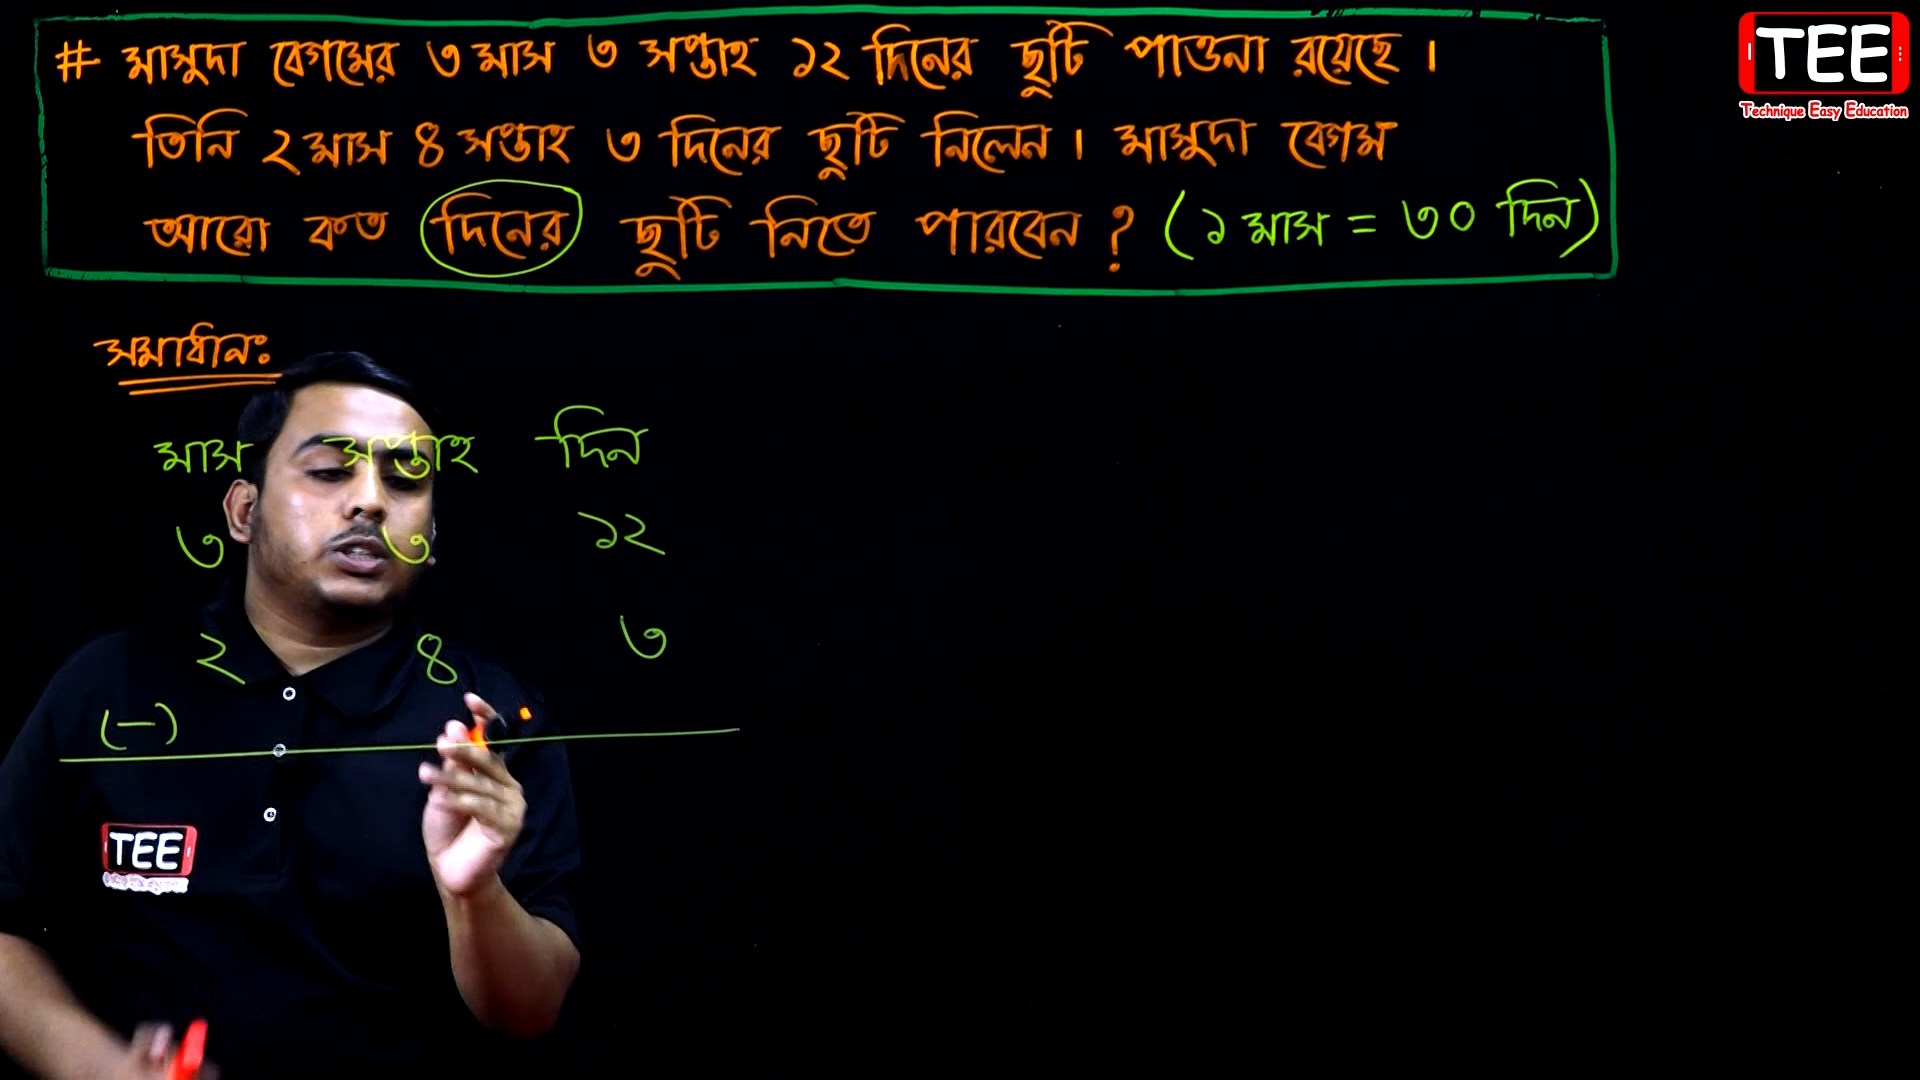 # মাসুদা বেগমের ৩ মাস ৩ সপ্তাহ ১২ দিনের ছুটি পাওনা রয়েছে।
তিনি ২ মাস ৪ সপ্তাহ ৩ দিনের ছুটি নিলেন। মাসুদা বেগম
আরো কত দিনের ছুটি নিতে পারবেন? (১ মাস = ৩০ দিন)
TEE
Technique Easy Education
সমাধানঃ
মাস সপ্তাহ দিন
৩ ৩ ১২
২ ৪ ৩
(−)
TEE